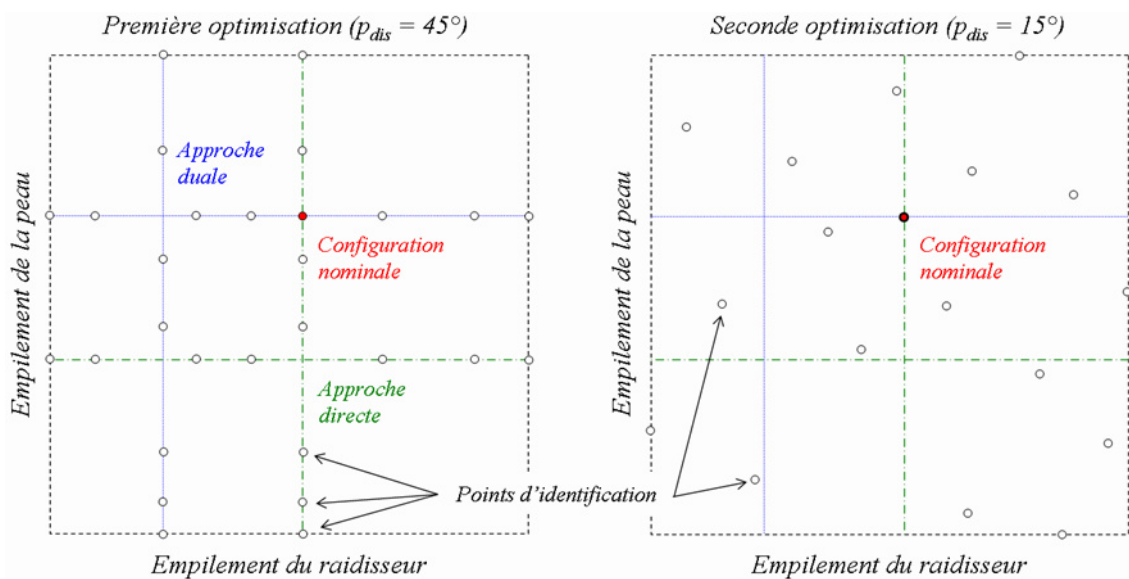 Première optimisation (p_dis = 45°)
Seconde optimisation (p_dis = 15°)
Empilement de la peau
Approche
duale
Configuration
nominale
Approche
directe
Empilement de la peau
Configuration
nominale
Points d'identification
Empilement du raidisseur
Empilement du raidisseur